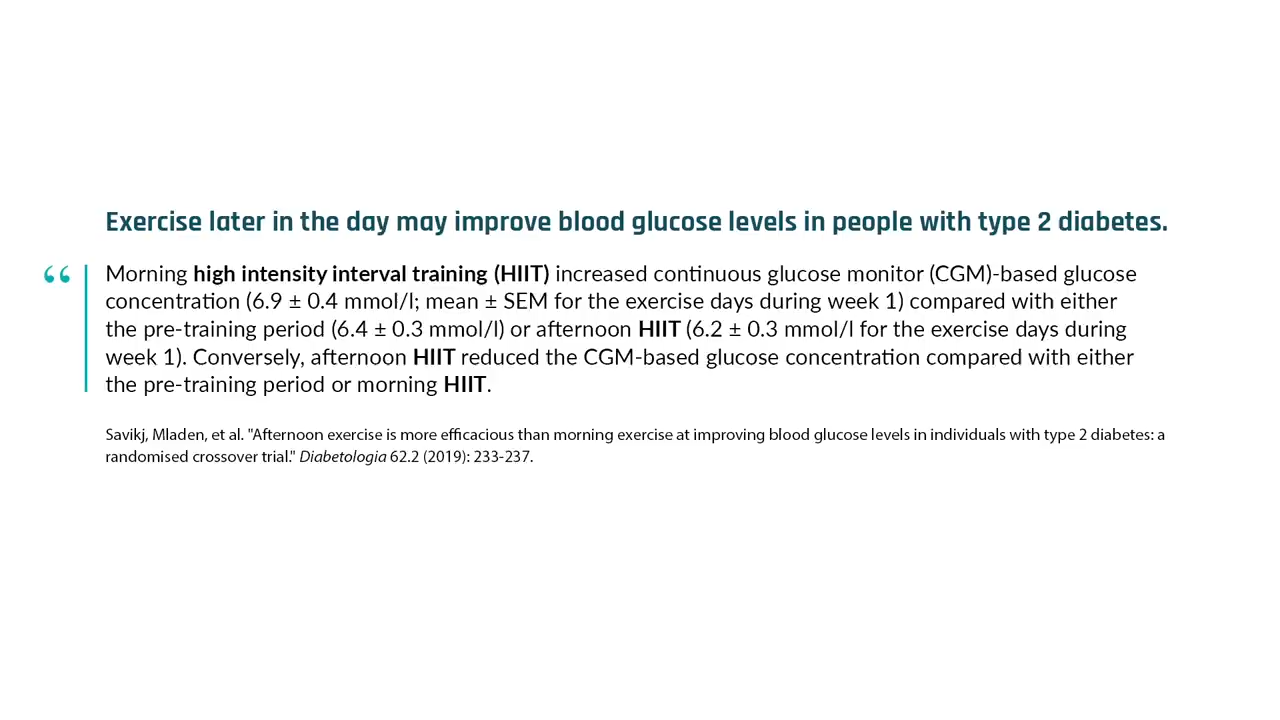 Exercise later in the day may improve blood glucose levels in people with type 2 diabetes.
“ Morning high intensity interval training (HIIT) increased continuous glucose monitor (CGM)-based glucose
concentration (6.9 ± 0.4 mmol/l; mean ± SEM for the exercise days during week 1) compared with either
the pre-training period (6.4 ± 0.3 mmol/l) or afternoon HIIT (6.2 ± 0.3 mmol/l for the exercise days during
week 1). Conversely, afternoon HIIT reduced the CGM-based glucose concentration compared with either
the pre-training period or morning HIIT.
Savikj, Mladen, et al. "Afternoon exercise is more efficacious than morning exercise at improving blood glucose levels in individuals with type 2 diabetes: a
randomised crossover trial." Diabetologia 62.2 (2019): 233-237.